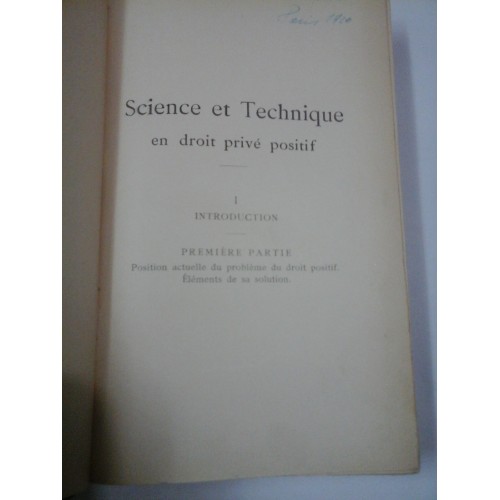 Paris
Science et Technique
en droit privé positif
I
INTRODUCTION
PREMIÈRE PARTIE
Position actuelle du problème du droit positif.
Éléments de sa solution.